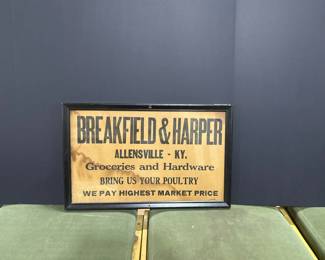 BREAKFIELD & HARPER
ALLENSVILLE - KY.
Groceries and Hardware
BRING US YOUR POULTRY
WE PAY HIGHEST MARKET PRICE